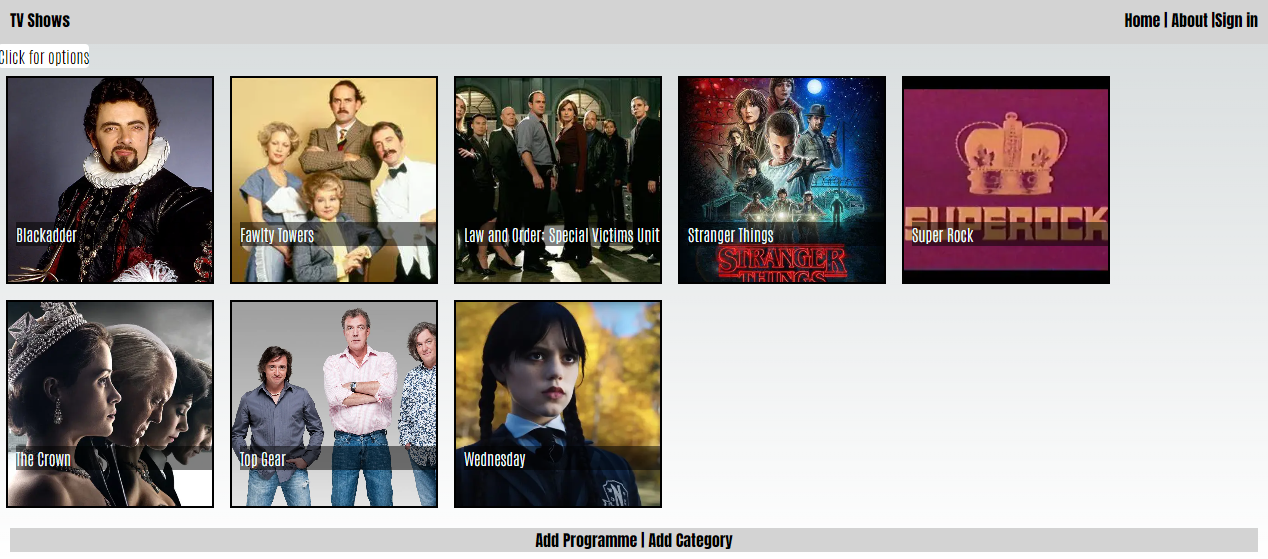 TV Shows
Home | About |Sign in
Click for options
Blackadder
Fawlty Towers
Law and Order: Special Victims Unit
Stranger Things
STRANGER
THINGS
SUPEROCK
Super Rock
The Crown
Top Gear
Wednesday
Add Programme | Add Category